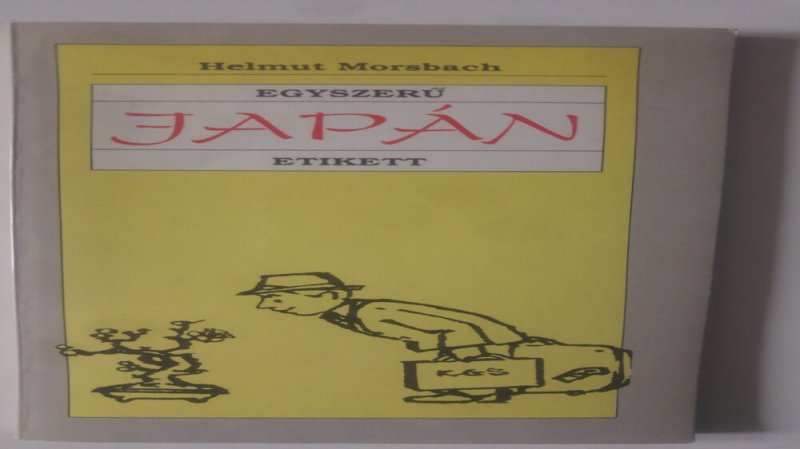 Helmut Morsbach
EGYSZERŰ
JAPÁN
ETIKETT
K&S